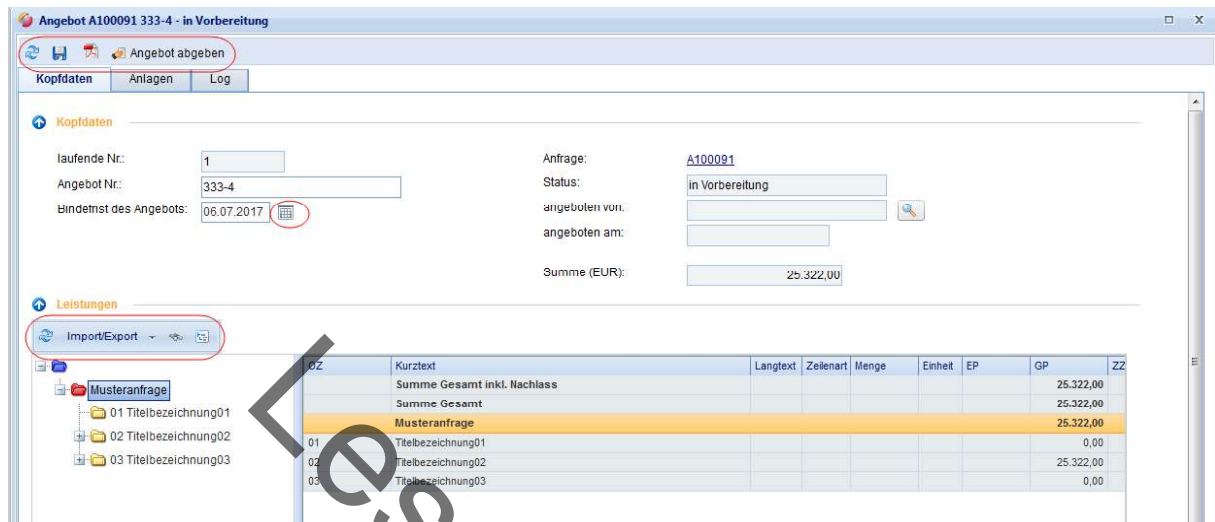 Angebot A100091 333-4 - in Vorbereitung
Angebot abgeben
Kopfdaten Anlagen Log
Kopfdaten
laufende Nr.: 1 Anfrage: A100091
Angebot Nr.: 333-4 Status: in Vorbereitung
Bindefrist des Angebots: 06.07.2017 angeboten von:
angeboten am:
Summe (EUR): 25.322,00
Leistungen
Import/Export
OZ Kurztext Langtext Zeilenart Menge Einheit EP GP ZZ
Summe Gesamt inkl. Nachlass 25.322,00
Summe Gesamt 25.322,00
Musteranfrage 25.322,00
01 Titelbezeichnung01 0,00
02 Titelbezeichnung02 25.322,00
03 Titelbezeichnung03 0,00
Musteranfrage
01 Titelbezeichnung01
02 Titelbezeichnung02
03 Titelbezeichnung03